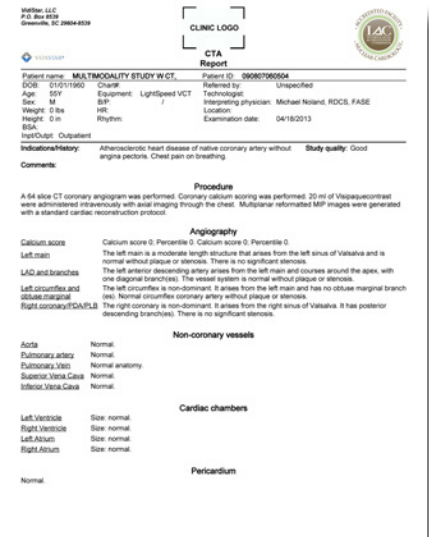 VidiStar, LLC
P.O. Box 8539
Greenville, SC 29604-8539
CLINIC LOGO
ACCREDITED FACILITY
IAC
NUCLEAR CARDIOLOGY
VIDISTAR
CTA
Report
Patient name: MULTIMODALITY STUDY W CT, Patient ID: 090807060504
DOB: 01/01/1960 Chart#: Referred by: Unspecified
Age: 55Y Equipment: LightSpeed VCT Technologist:
Sex: M B/P: / Interpreting physician: Michael Noland, RDCS, FASE
Weight: 0 lbs HR: Location:
Height: 0 in Rhythm: Examination date: 04/18/2013
BSA:
Inpt/Outpt: Outpatient
Indications/History: Atherosclerotic heart disease of native coronary artery without Study quality: Good
angina pectoris. Chest pain on breathing.
Comments:
Procedure
A 64 slice CT coronary angiogram was performed. Coronary calcium scoring was performed. 20 ml of Visipaquecontrast
were administered intravenously with axial imaging through the chest. Multiplanar reformatted MIP images were generated
with a standard cardiac reconstruction protocol.
Angiography
Calcium score Calcium score 0; Percentile 0. Calcium score 0; Percentile 0.
Left main The left main is a moderate length structure that arises from the left sinus of Valsalva and is
normal without plaque or stenosis. There is no significant stenosis.
LAD and branches The left anterior descending artery arises from the left main and courses around the apex, with
one diagonal branch(es). The vessel system is normal without plaque or stenosis.
Left circumflex and The left circumflex is non-dominant. It arises from the left main and has no obtuse marginal branch
obtuse marginal (es). Normal circumflex coronary artery without plaque or stenosis.
Right coronary/PDA/PLB The right coronary is non-dominant. It arises from the right sinus of Valsalva. It has posterior
descending branch(es). There is no significant stenosis.
Non-coronary vessels
Aorta Normal.
Pulmonary artery Normal.
Pulmonary Vein Normal anatomy.
Superior Vena Cava Normal.
Inferior Vena Cava Normal.
Cardiac chambers
Left Ventricle Size: normal.
Right Ventricle Size: normal.
Left Atrium Size: normal.
Right Atrium Size: normal.
Pericardium
Normal.